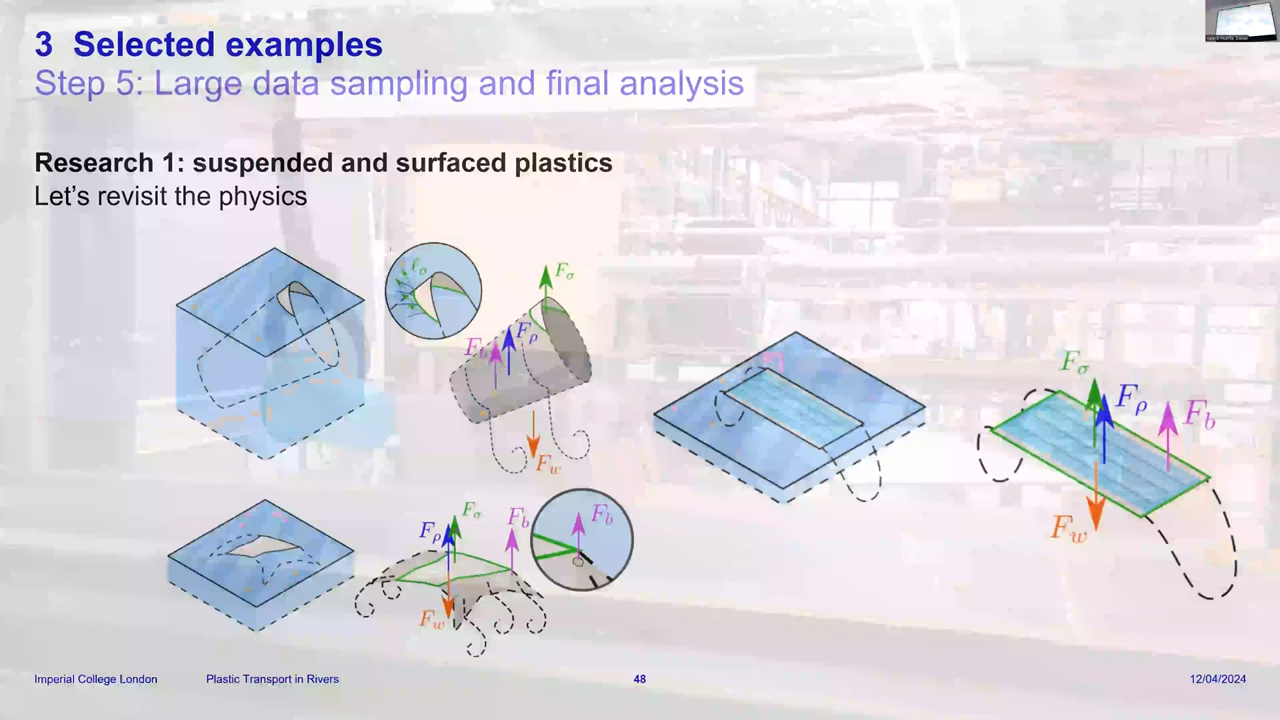 3 Selected examples
Step 5: Large data sampling and final analysis
Research 1: suspended and surfaced plastics
Let's revisit the physics
ℓσ
Fσ
Fρ
Fb
Fw
Fσ
Fρ
Fb
Fw
Fσ
Fρ
Fb
Fb
Fw
Imperial College London
Plastic Transport in Rivers
48
12/04/2024